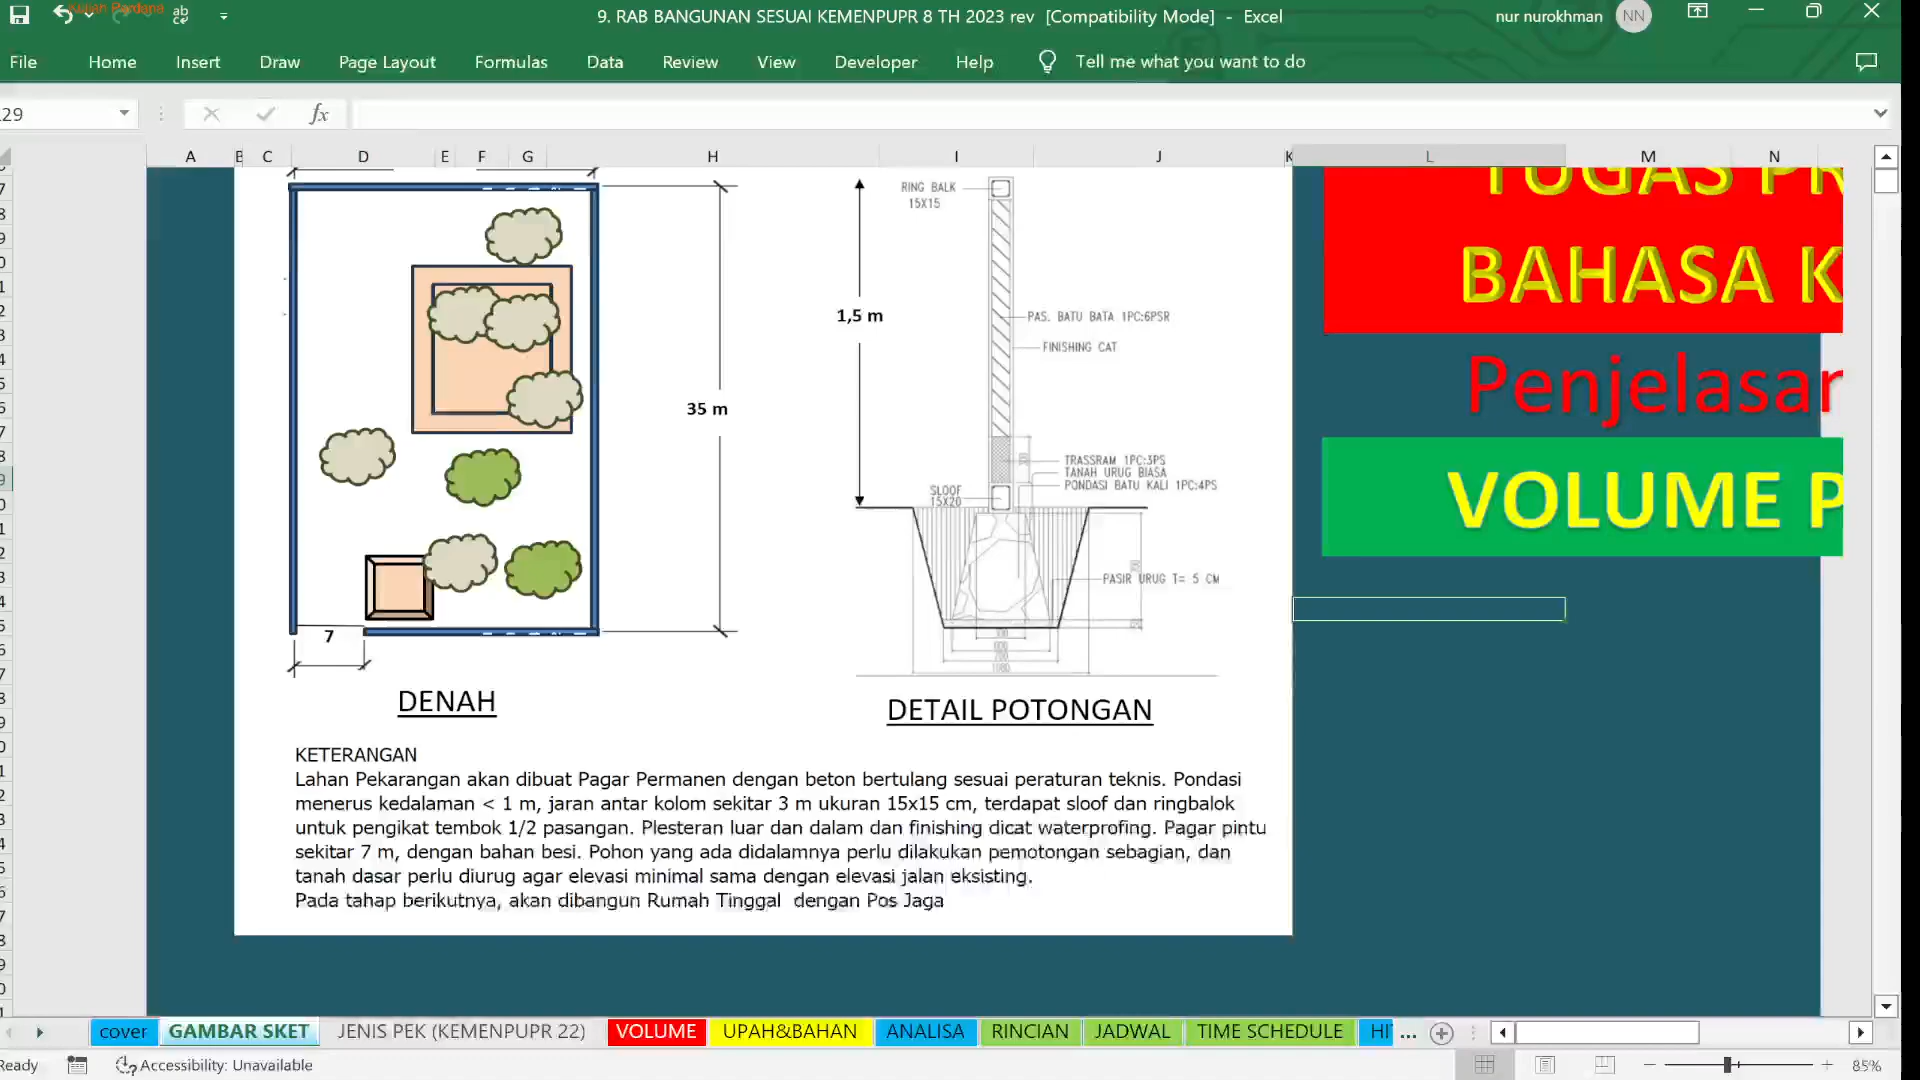 Kuliah Perdana
9. RAB BANGUNAN SESUAI KEMENPUPR 8 TH 2023 rev [Compatibility Mode] - Excel
nur nurokhman
NN
File Home Insert Draw Page Layout Formulas Data Review View Developer Help Tell me what you want to do
29
fx
A B C D E F G H I J K L M N
TUGAS PR
BAHASA K
Penjelasan
VOLUME P
RING BALK
15X15
1,5 m
PAS. BATU BATA 1PC:6PSR
FINISHING CAT
35 m
TRASSRAM 1PC:3PS
TANAH URUG BIASA
PONDASI BATU KALI 1PC:4PS
SLOOF
15X20
PASIR URUG T= 5 CM
7
DENAH
DETAIL POTONGAN
KETERANGAN
Lahan Pekarangan akan dibuat Pagar Permanen dengan beton bertulang sesuai peraturan teknis. Pondasi
menerus kedalaman < 1 m, jaran antar kolom sekitar 3 m ukuran 15x15 cm, terdapat sloof dan ringbalok
untuk pengikat tembok 1/2 pasangan. Plesteran luar dan dalam dan finishing dicat waterprofing. Pagar pintu
sekitar 7 m, dengan bahan besi. Pohon yang ada didalamnya perlu dilakukan pemotongan sebagian, dan
tanah dasar perlu diurug agar elevasi minimal sama dengan elevasi jalan eksisting.
Pada tahap berikutnya, akan dibangun Rumah Tinggal dengan Pos Jaga
cover GAMBAR SKET JENIS PEK (KEMENPUPR 22) VOLUME UPAH&BAHAN ANALISA RINCIAN JADWAL TIME SCHEDULE HI ...
Ready Accessibility: Unavailable 85%